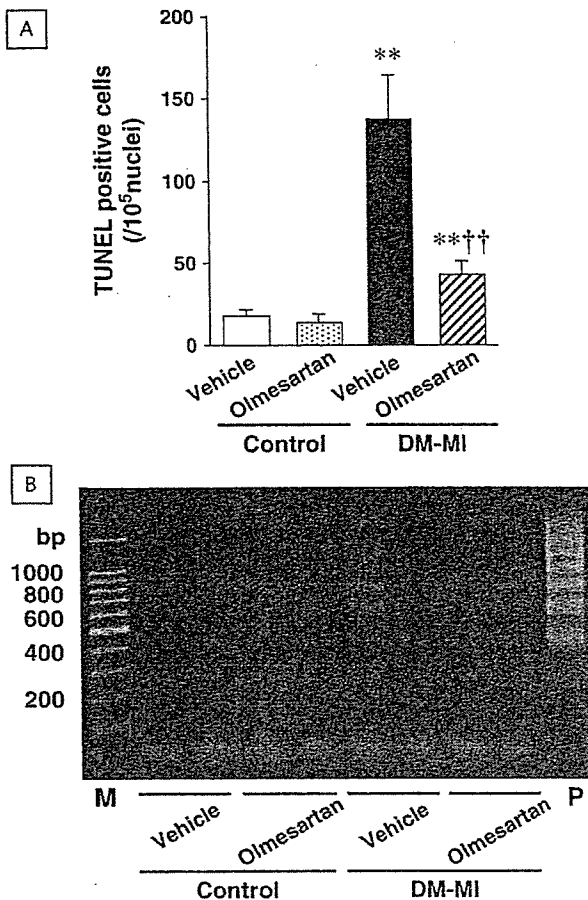 A
TUNEL positive cells
(/10⁵nuclei)
200
150
100
50
0
**
**††
Vehicle
Olmesartan
Vehicle
Olmesartan
Control
DM-MI
B
bp
1000
800
600
400
200
M
P
Vehicle
Olmesartan
Vehicle
Olmesartan
Control
DM-MI